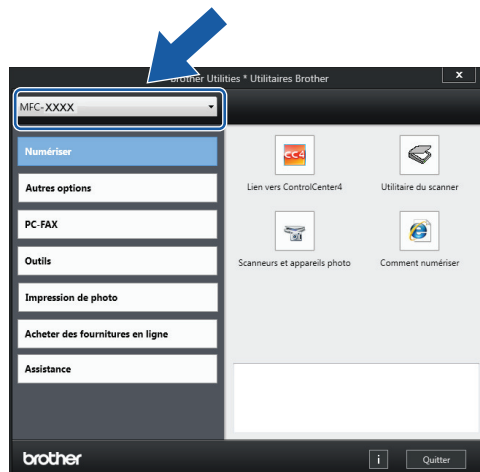 Brother Utilities * Utilitaires Brother
x
MFC-XXXX
Numériser
Autres options
PC-FAX
Outils
Impression de photo
Acheter des fournitures en ligne
Assistance
CC4
Lien vers ControlCenter4
Utilitaire du scanner
Scanneurs et appareils photo
Comment numériser
brother
i
Quitter